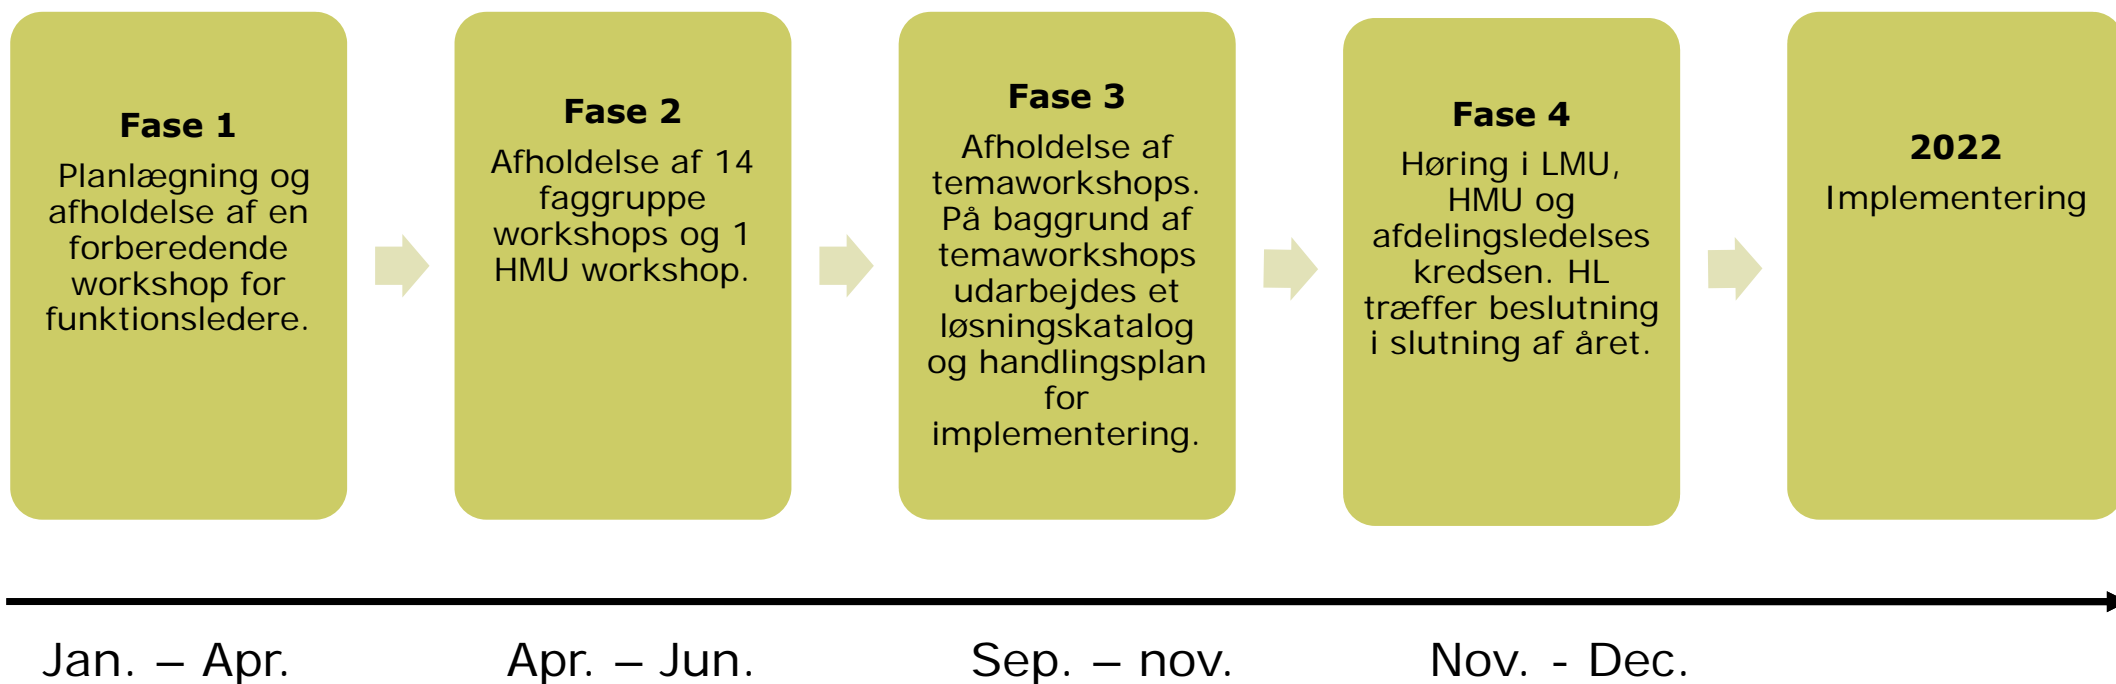 Fase 1
Planlægning og
afholdelse af en
forberedende
workshop for
funktionsledere.
Fase 2
Afholdelse af 14
faggruppe
workshops og 1
HMU workshop.
Fase 3
Afholdelse af
temaworkshops.
På baggrund af
temaworkshops
udarbejdes et
løsningskatalog
og handlingsplan
for
implementering.
Fase 4
Høring i LMU,
HMU og
afdelingsledelses
kredsen. HL
træffer beslutning
i slutning af året.
2022
Implementering
Jan. – Apr.
Apr. – Jun.
Sep. – nov.
Nov. - Dec.